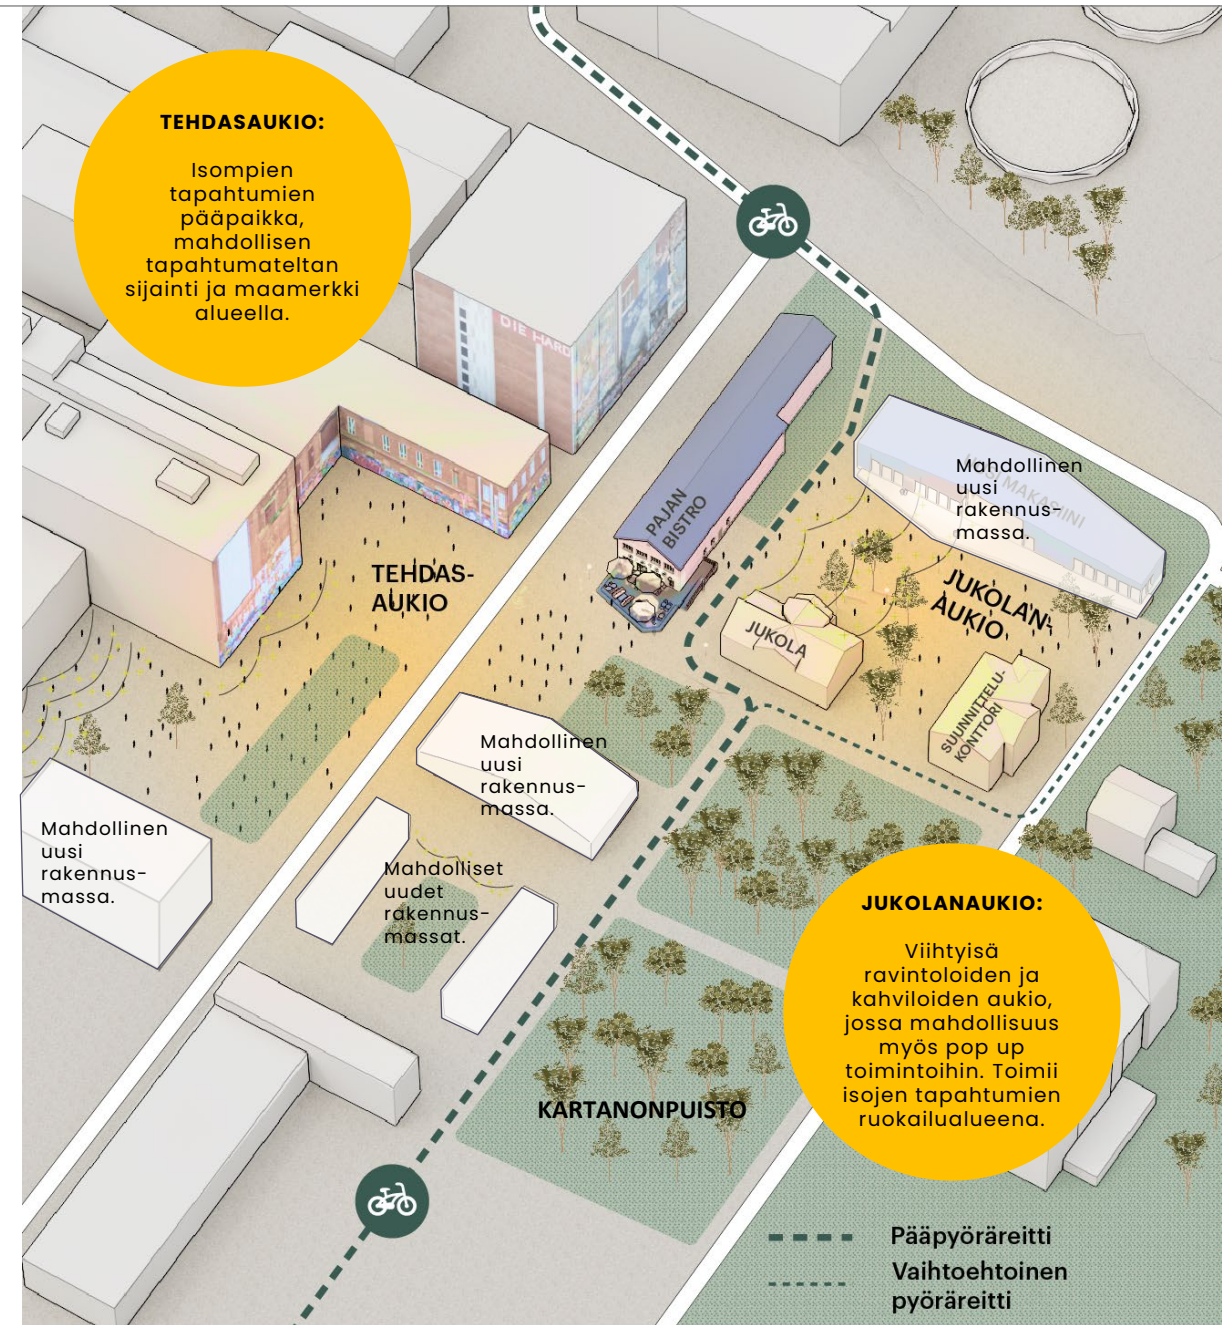 TEHDASAUKIO:
Isompien
tapahtumien
pääpaikka,
mahdollisen
tapahtumateltan
sijainti ja maamerkki
alueella.
DIE HARD
PAJAN
BISTRO
Mahdollinen
uusi
rakennus-
massa.
MAKASIINI
TEHDAS-
AUKIO
JUKOLAN-
AUKIO
JUKOLA
SUUNNITTELU-
KONTTORI
Mahdollinen
uusi
rakennus-
massa.
Mahdollinen
uusi
rakennus-
massa.
Mahdolliset
uudet
rakennus-
massat.
JUKOLANAUKIO:
Viihtyisä
ravintoloiden ja
kahviloiden aukio,
jossa mahdollisuus
myös pop up
toimintoihin. Toimii
isojen tapahtumien
ruokailualueena.
KARTANONPUISTO
Pääpyöräreitti
Vaihtoehtoinen
pyöräreitti